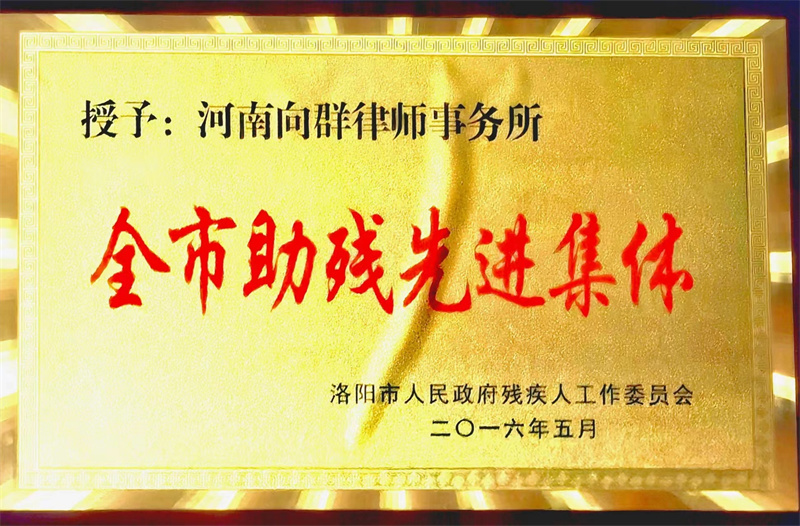 授予：河南向群律师事务所
全市助残先进集体
洛阳市人民政府残疾人工作委员会
二〇一六年五月